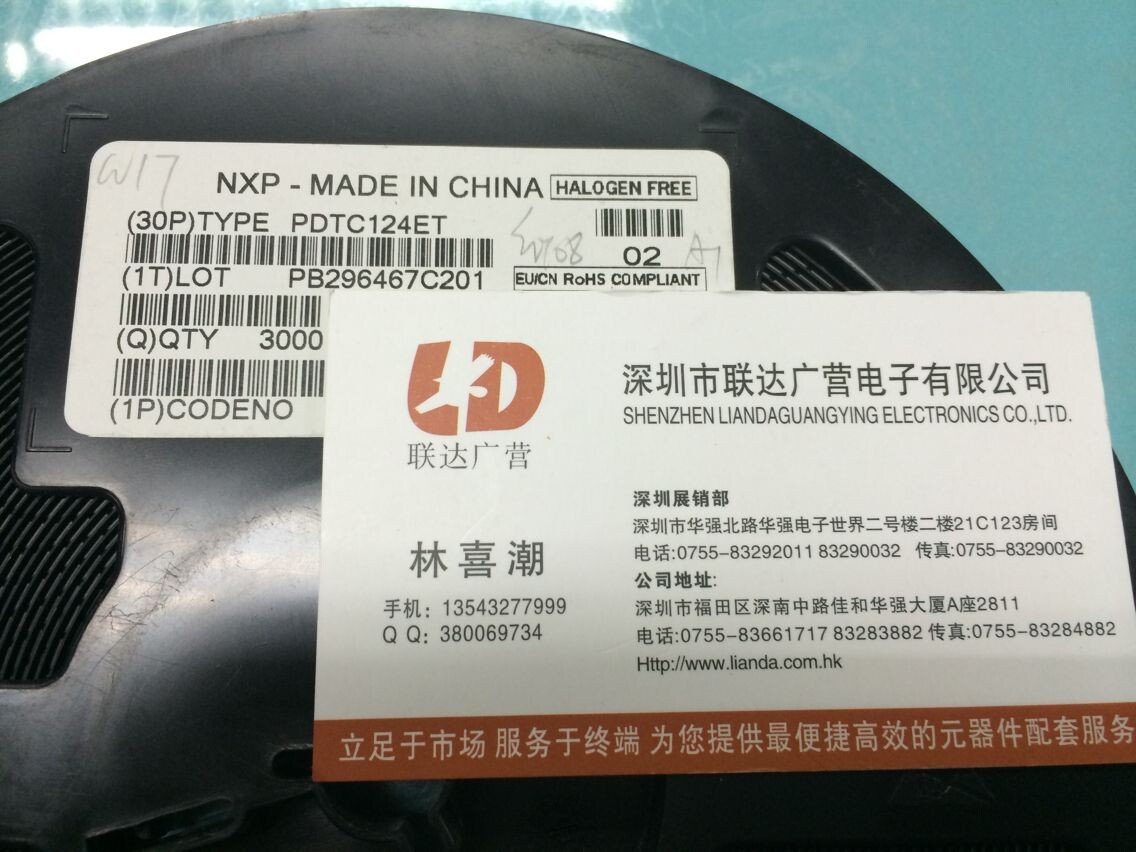 W17
NXP - MADE IN CHINA HALOGEN FREE
(30P)TYPE PDTC124ET
02
A1
(1T)LOT PB296467C201
EU/CN RoHS COMPLIANT
(Q)QTY 3000
(1P)CODENO
LD
联达广营
林喜潮
手机：13543277999
Q Q：380069734
深圳市联达广营电子有限公司
SHENZHEN LIANDAGUANGYING ELECTRONICS CO.,LTD.
深圳展销部
深圳市华强北路华强电子世界二号楼二楼21C123房间
电话:0755-83292011 83290032 传真:0755-83290032
公司地址:
深圳市福田区深南中路佳和华强大厦A座2811
电话:0755-83661717 83283882 传真:0755-83284882
Http://www.lianda.com.hk
立足于市场 服务于终端 为您提供最便捷高效的元器件配套服务